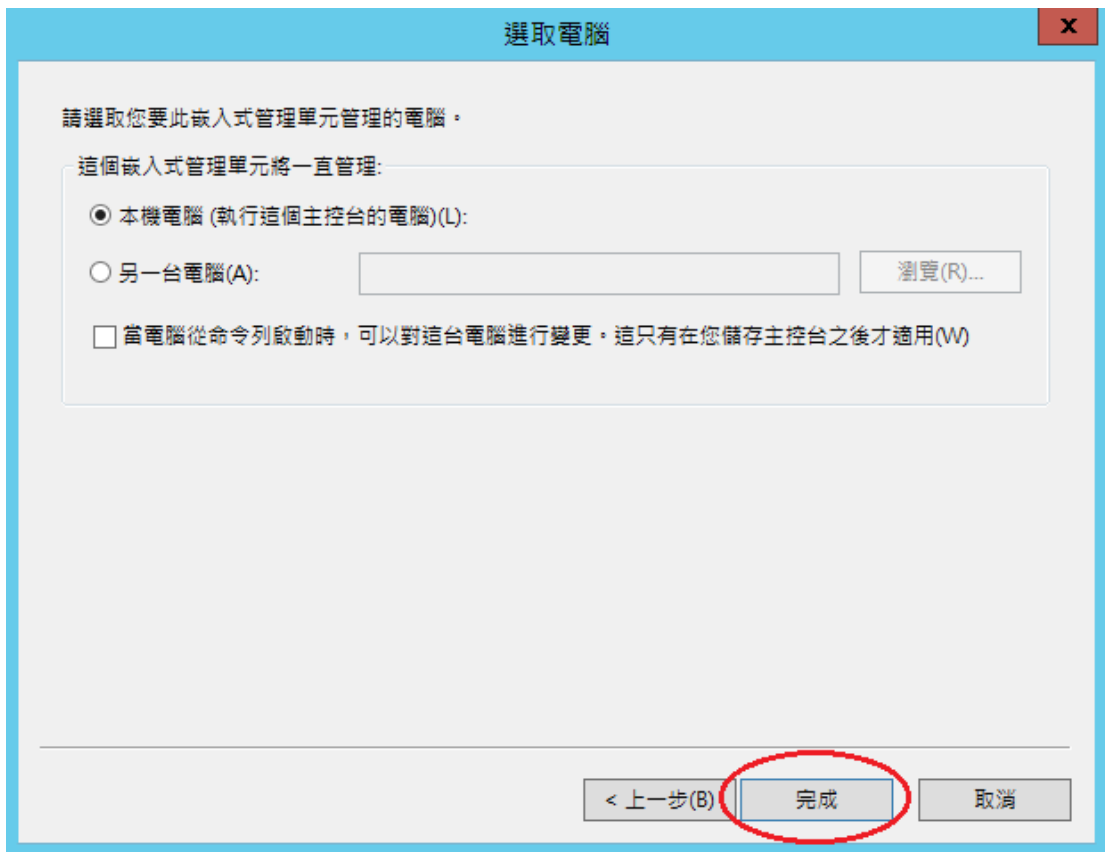 選取電腦
x
請選取您要此嵌入式管理單元管理的電腦。
這個嵌入式管理單元將一直管理:
本機電腦 (執行這個主控台的電腦)(L):
另一台電腦(A):
瀏覽(R)...
當電腦從命令列啟動時，可以對這台電腦進行變更。這只有在您儲存主控台之後才適用(W)
< 上一步(B)
完成
取消